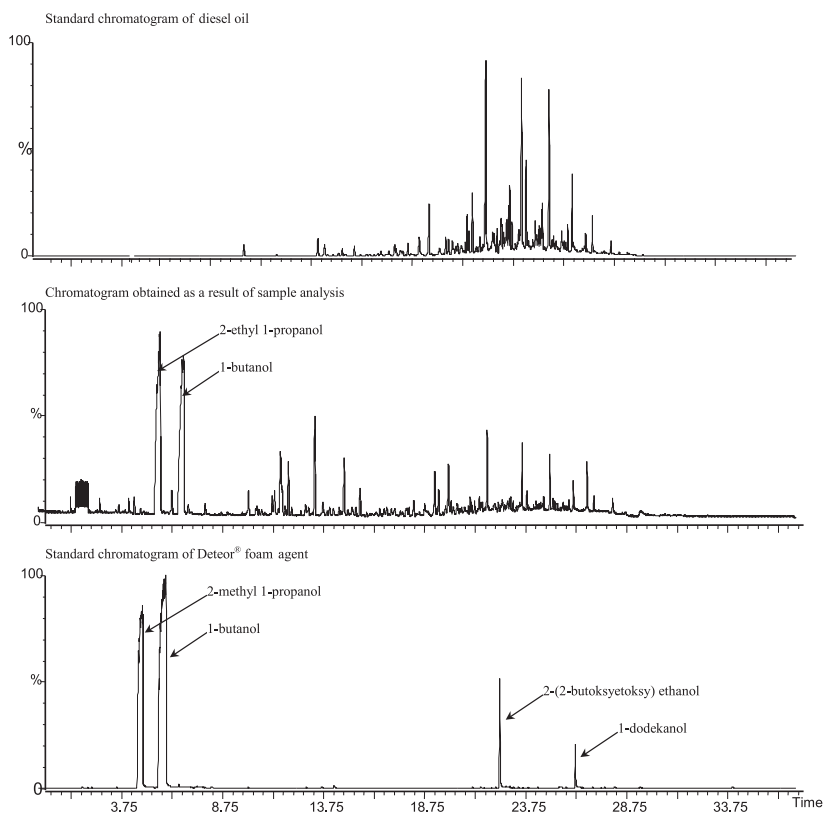 Standard chromatogram of diesel oil
100
%
0
Chromatogram obtained as a result of sample analysis
100
2-ethyl 1-propanol
1-butanol
%
0
Standard chromatogram of Deteor® foam agent
100
2-methyl 1-propanol
1-butanol
%
2-(2-butoksyetoksy) ethanol
1-dodekanol
0
3.75 8.75 13.75 18.75 23.75 28.75 33.75 Time